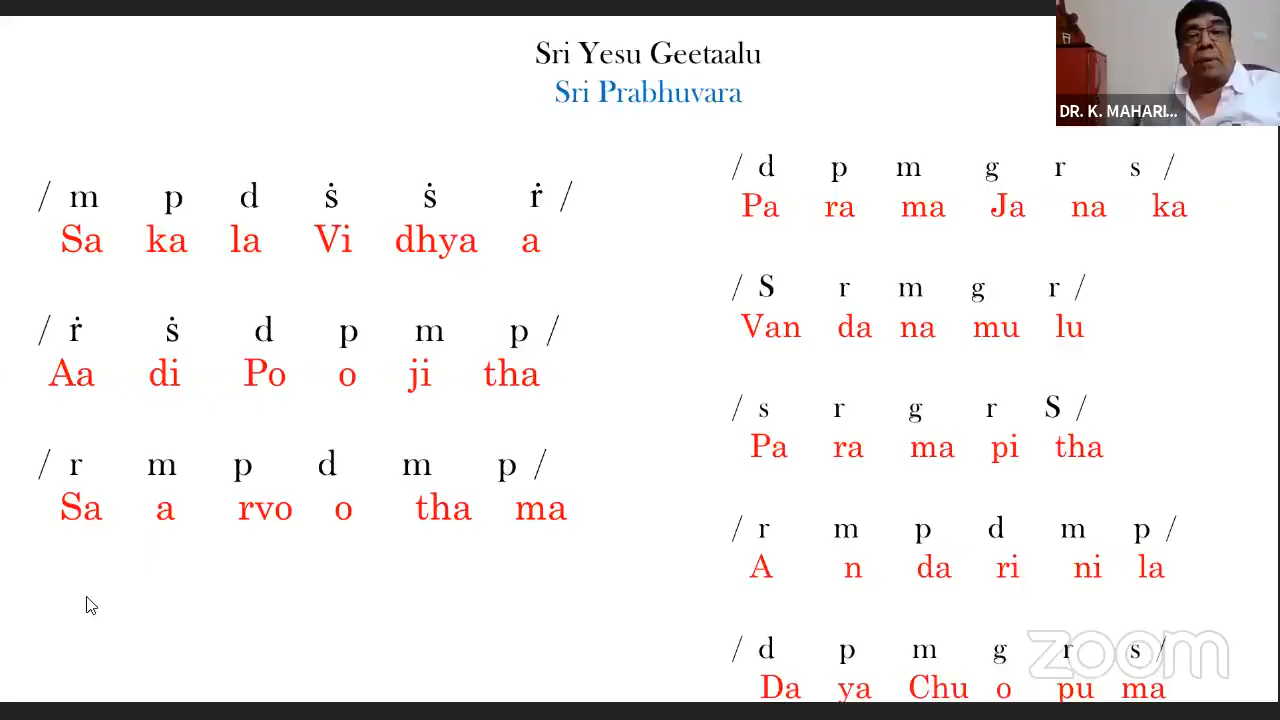 Sri Yesu Geetaalu
Sri Prabhuvara
DR. K. MAHARI...
/ m p d ṡ ṡ ṙ /
Sa ka la Vi dhya a
/ ṙ ṡ d p m p /
Aa di Po o ji tha
/ r m p d m p /
Sa a rvo o tha ma
/ d p m g r s /
Pa ra ma Ja na ka
/ S r m g r /
Van da na mu lu
/ s r g r S /
Pa ra ma pi tha
/ r m p d m p /
A n da ri ni la
/ d p m g r s /
Da ya Chu o pu ma
zoom